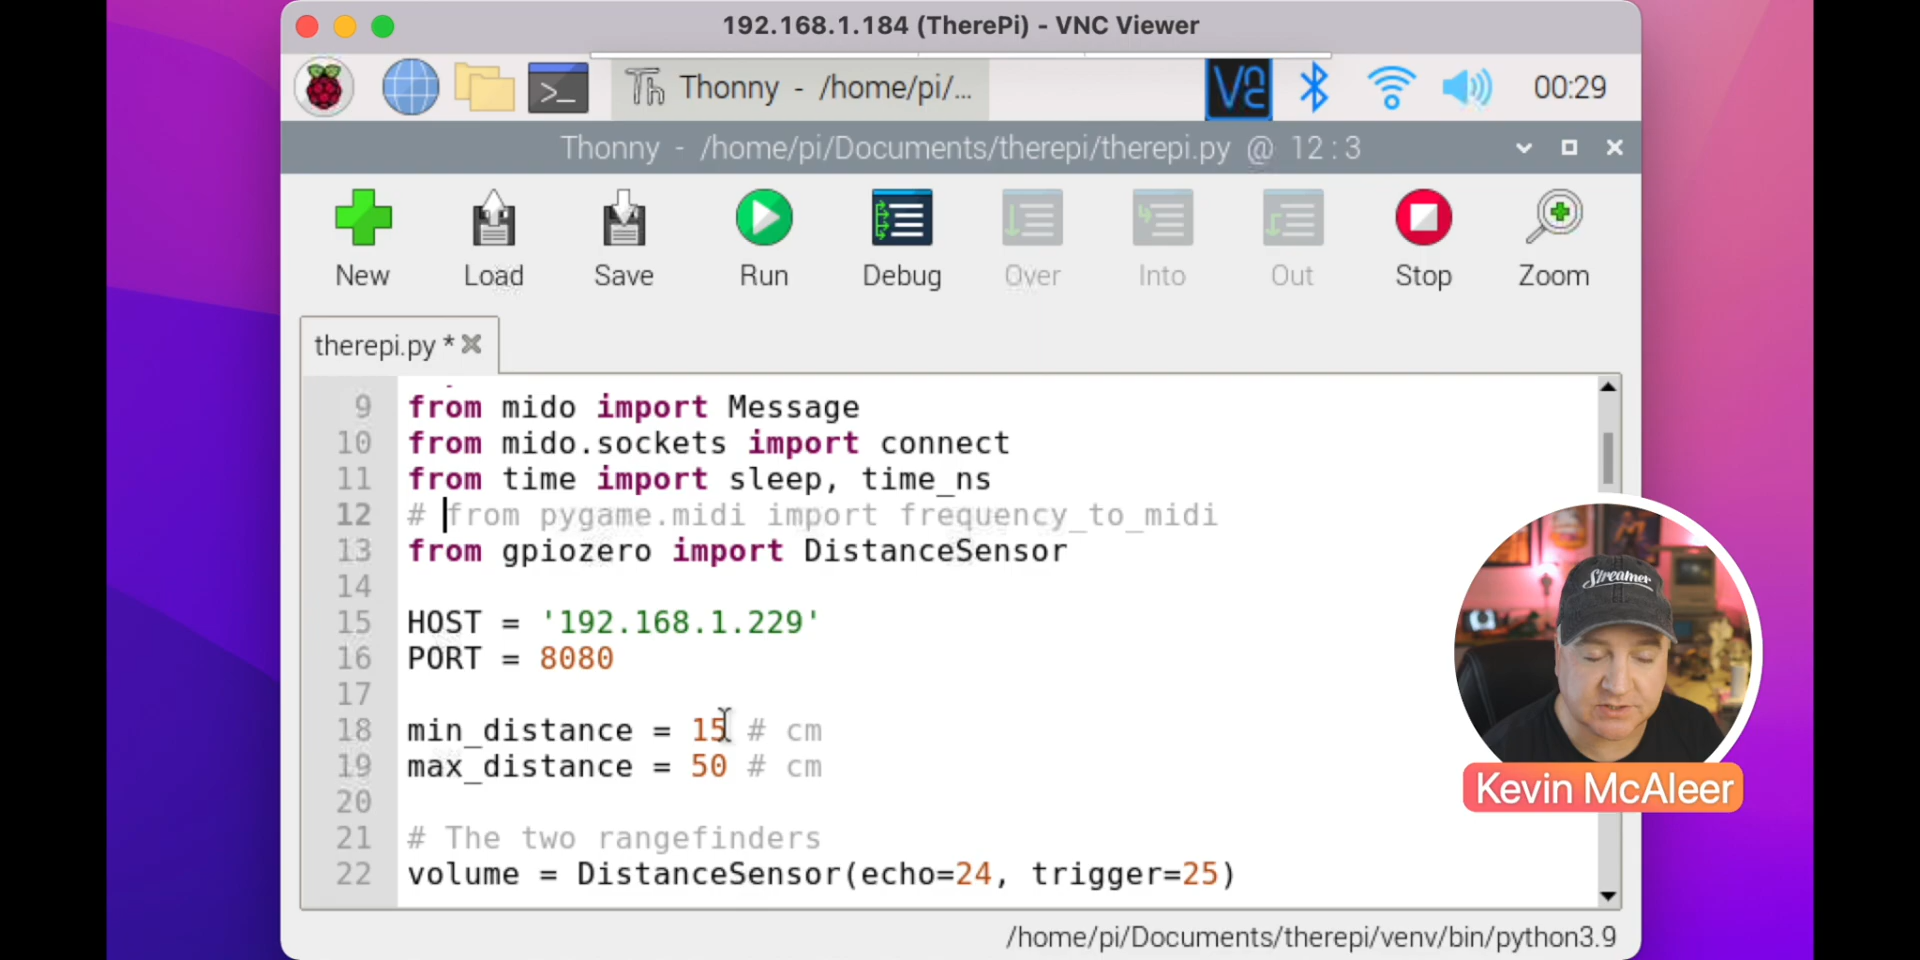 192.168.1.184 (TherePi) - VNC Viewer
Thonny - /home/pi/...
00:29
Thonny - /home/pi/Documents/therepi/therepi.py @ 12:3
New Load Save Run Debug Over Into Out Stop Zoom
therepi.py *
9 from mido import Message
10 from mido.sockets import connect
11 from time import sleep, time_ns
12 # from pygame.midi import frequency_to_midi
13 from gpiozero import DistanceSensor
14
15 HOST = '192.168.1.229'
16 PORT = 8080
17
18 min_distance = 15 # cm
19 max_distance = 50 # cm
20
21 # The two rangefinders
22 volume = DistanceSensor(echo=24, trigger=25)
Streamer
Kevin McAleer
/home/pi/Documents/therepi/venv/bin/python3.9